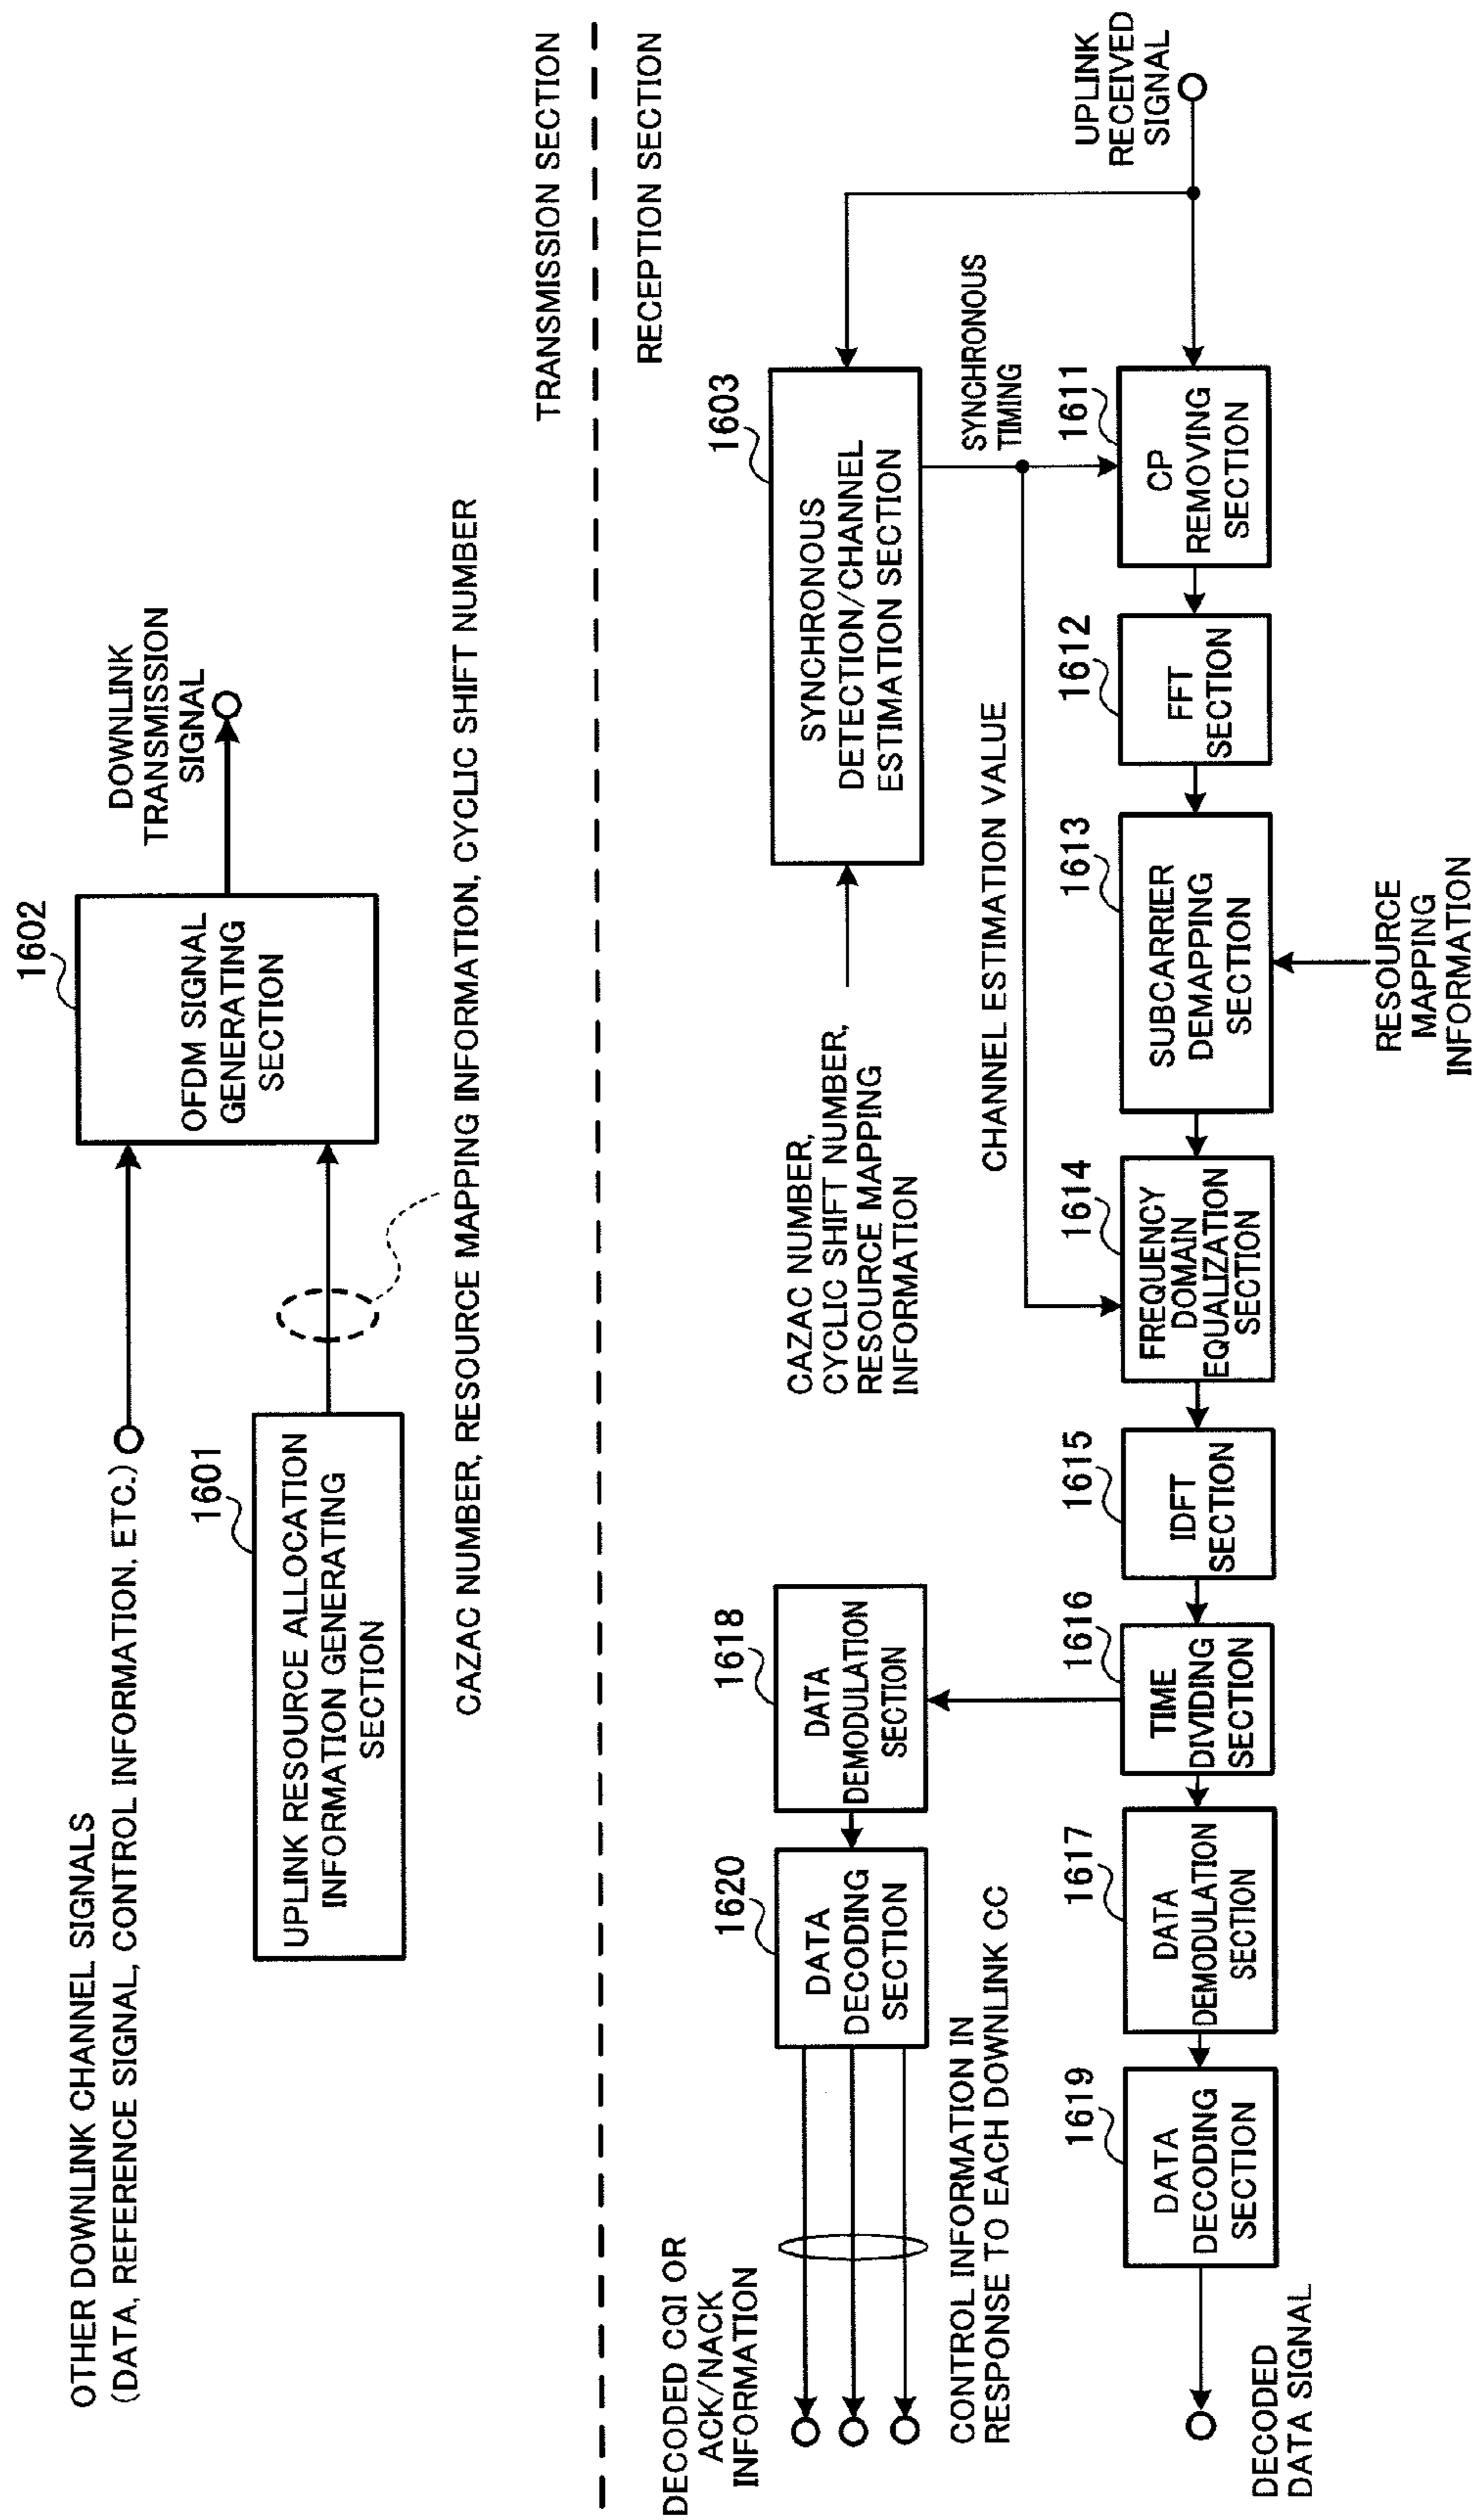 OTHER DOWNLINK CHANNEL SIGNALS
(DATA, REFERENCE SIGNAL, CONTROL INFORMATION, ETC.)
1601
UPLINK RESOURCE ALLOCATION
INFORMATION GENERATING
SECTION
1602
OFDM SIGNAL
GENERATING
SECTION
DOWNLINK
TRANSMISSION
SIGNAL
CAZAC NUMBER, RESOURCE MAPPING INFORMATION, CYCLIC SHIFT NUMBER
TRANSMISSION SECTION
RECEPTION SECTION
DECODED CQI OR
ACK/NACK
INFORMATION
1620
DATA
DECODING
SECTION
1618
DATA
DEMODULATION
SECTION
CAZAC NUMBER,
CYCLIC SHIFT NUMBER,
RESOURCE MAPPING
INFORMATION
1603
SYNCHRONOUS
DETECTION/CHANNEL
ESTIMATION SECTION
CONTROL INFORMATION IN
RESPONSE TO EACH DOWNLINK CC
CHANNEL ESTIMATION VALUE
SYNCHRONOUS
TIMING
UPLINK
RECEIVED
SIGNAL
1619
DATA
DECODING
SECTION
1617
DATA
DEMODULATION
SECTION
1616
TIME
DIVIDING
SECTION
1615
IDFT
SECTION
1614
FREQUENCY
DOMAIN
EQUALIZATION
SECTION
1613
SUBCARRIER
DEMAPPING
SECTION
1612
FFT
SECTION
1611
CP
REMOVING
SECTION
DECODED
DATA SIGNAL
RESOURCE
MAPPING
INFORMATION